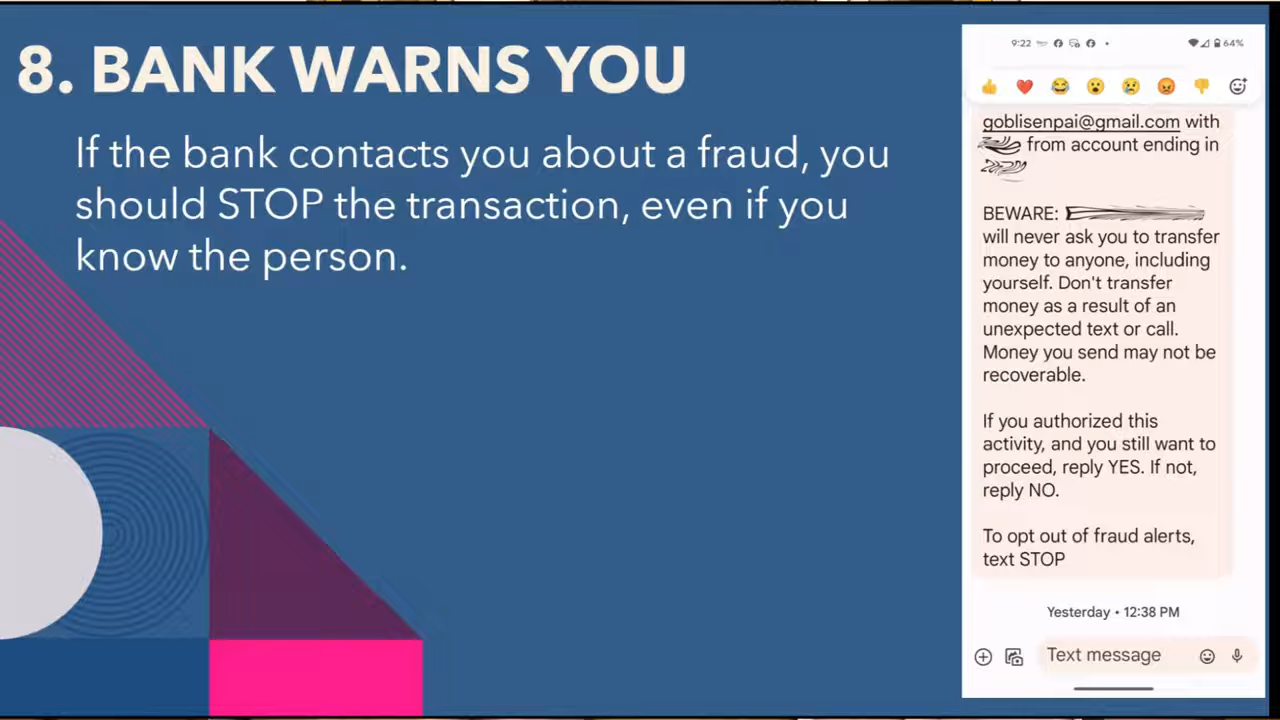 8. BANK WARNS YOU
If the bank contacts you about a fraud, you
should STOP the transaction, even if you
know the person.
9:22
64%
goblisenpai@gmail.com with
from account ending in
BEWARE:
will never ask you to transfer
money to anyone, including
yourself. Don't transfer
money as a result of an
unexpected text or call.
Money you send may not be
recoverable.
If you authorized this
activity, and you still want to
proceed, reply YES. If not,
reply NO.
To opt out of fraud alerts,
text STOP
Yesterday • 12:38 PM
Text message